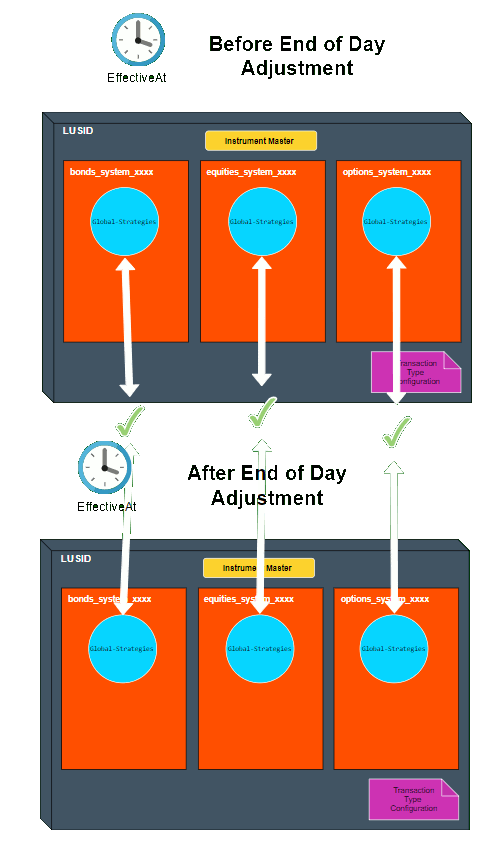 Before End of Day
Adjustment
EffectiveAt
LUSID
Instrument Master
bonds_system_xxxx
equities_system_xxxx
options_system_xxxx
Global-Strategies
Global-Strategies
Global-Strategies
Transaction
Type
Configuration
After End of Day
Adjustment
EffectiveAt
LUSID
Instrument Master
bonds_system_xxxx
equities_system_xxxx
options_system_xxxx
Global-Strategies
Global-Strategies
Global-Strategies
Transaction
Type
Configuration